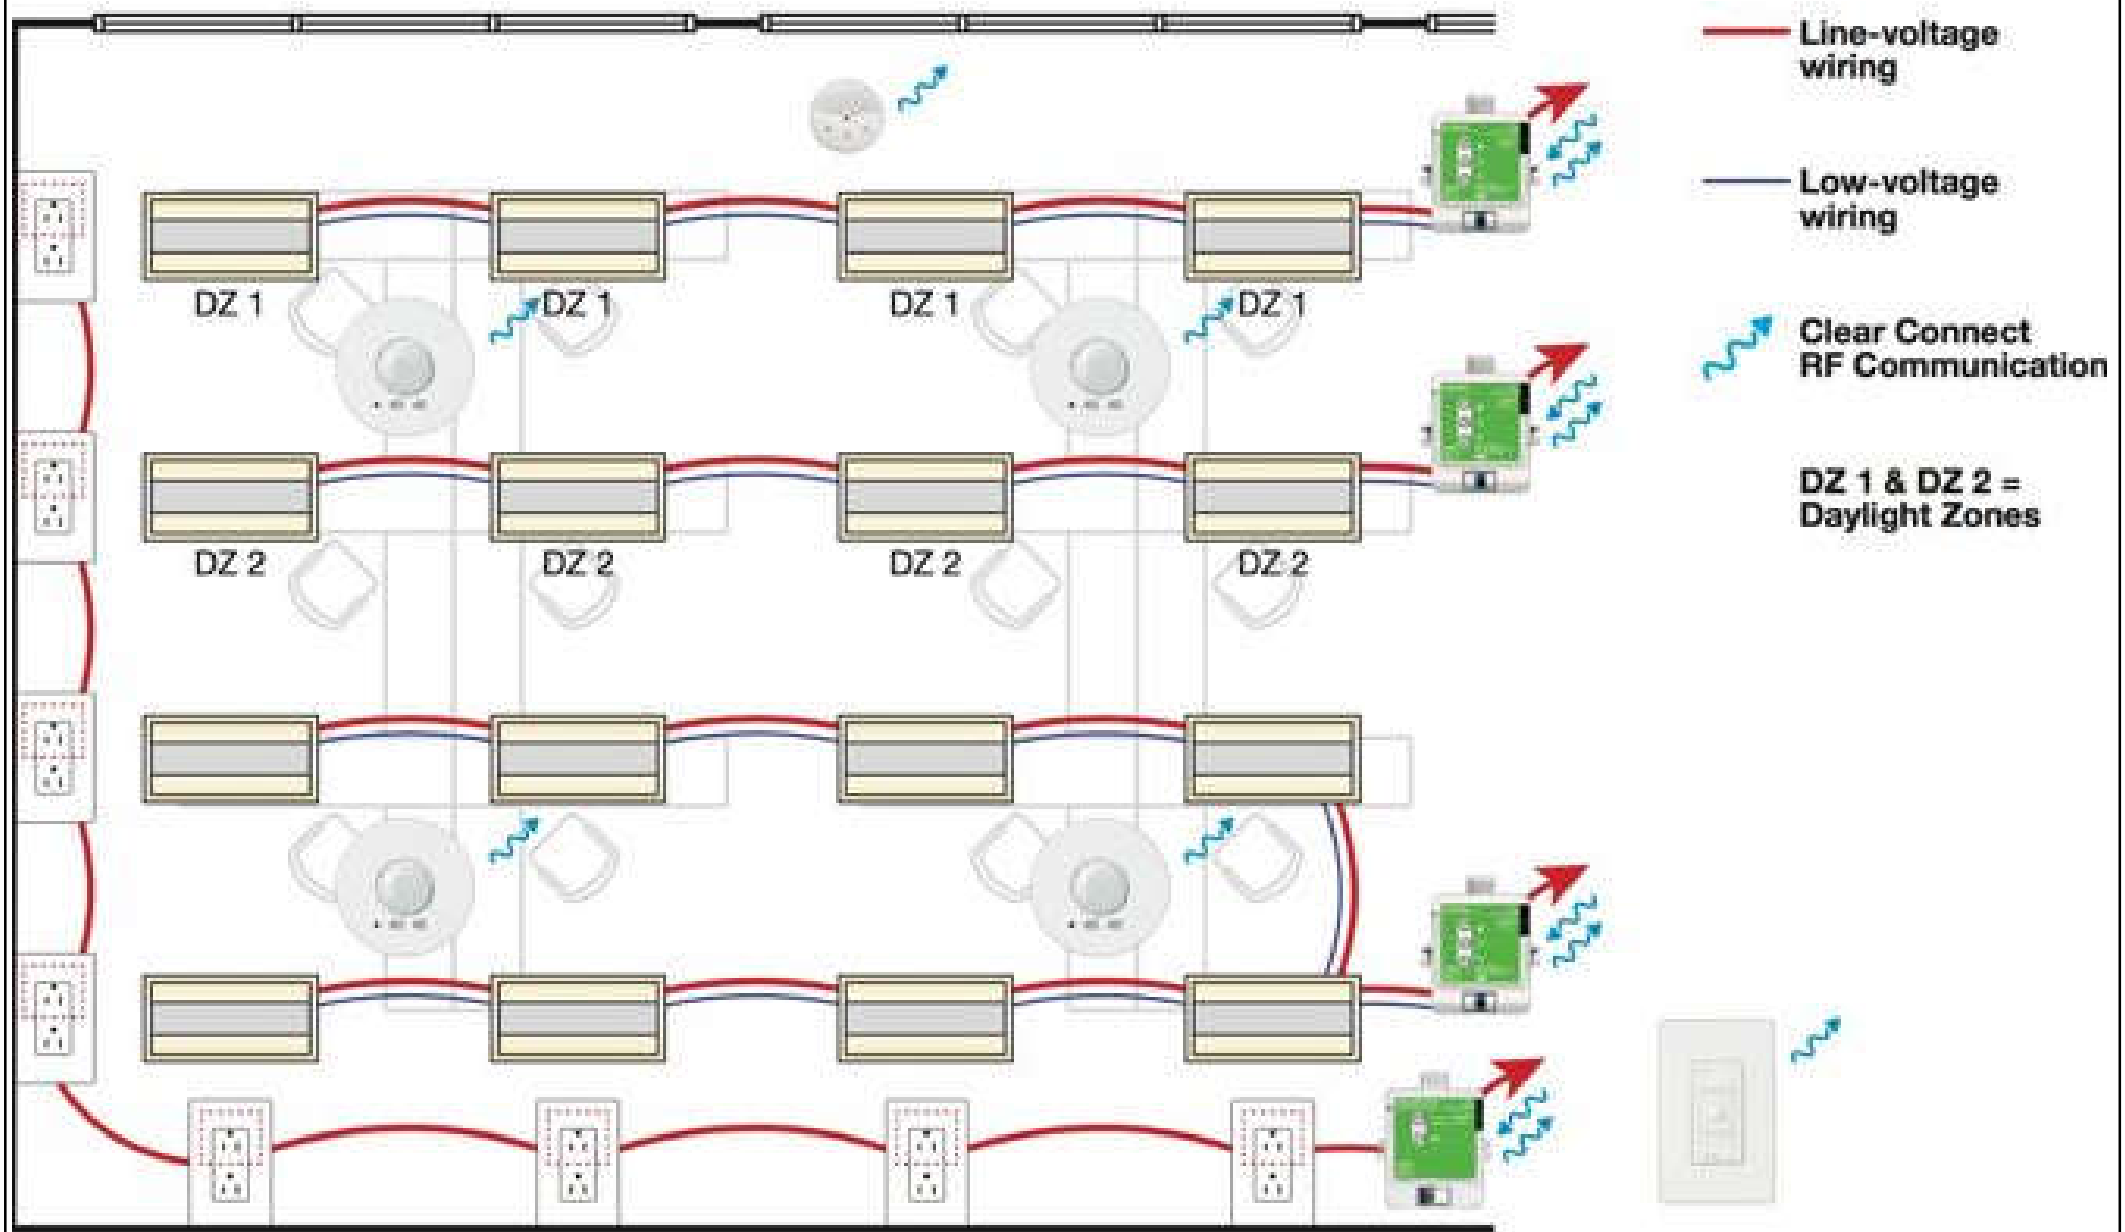 Line-voltage
wiring
Low-voltage
wiring
DZ 1
DZ 1
DZ 1
DZ 1
Clear Connect
RF Communication
DZ 1 & DZ 2 =
Daylight Zones
DZ 2
DZ 2
DZ 2
DZ 2